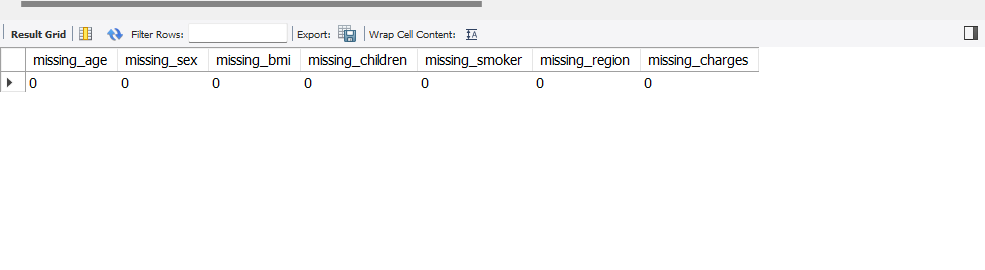 Result Grid Filter Rows: Export: Wrap Cell Content:
missing_age missing_sex missing_bmi missing_children missing_smoker missing_region missing_charges
0 0 0 0 0 0 0